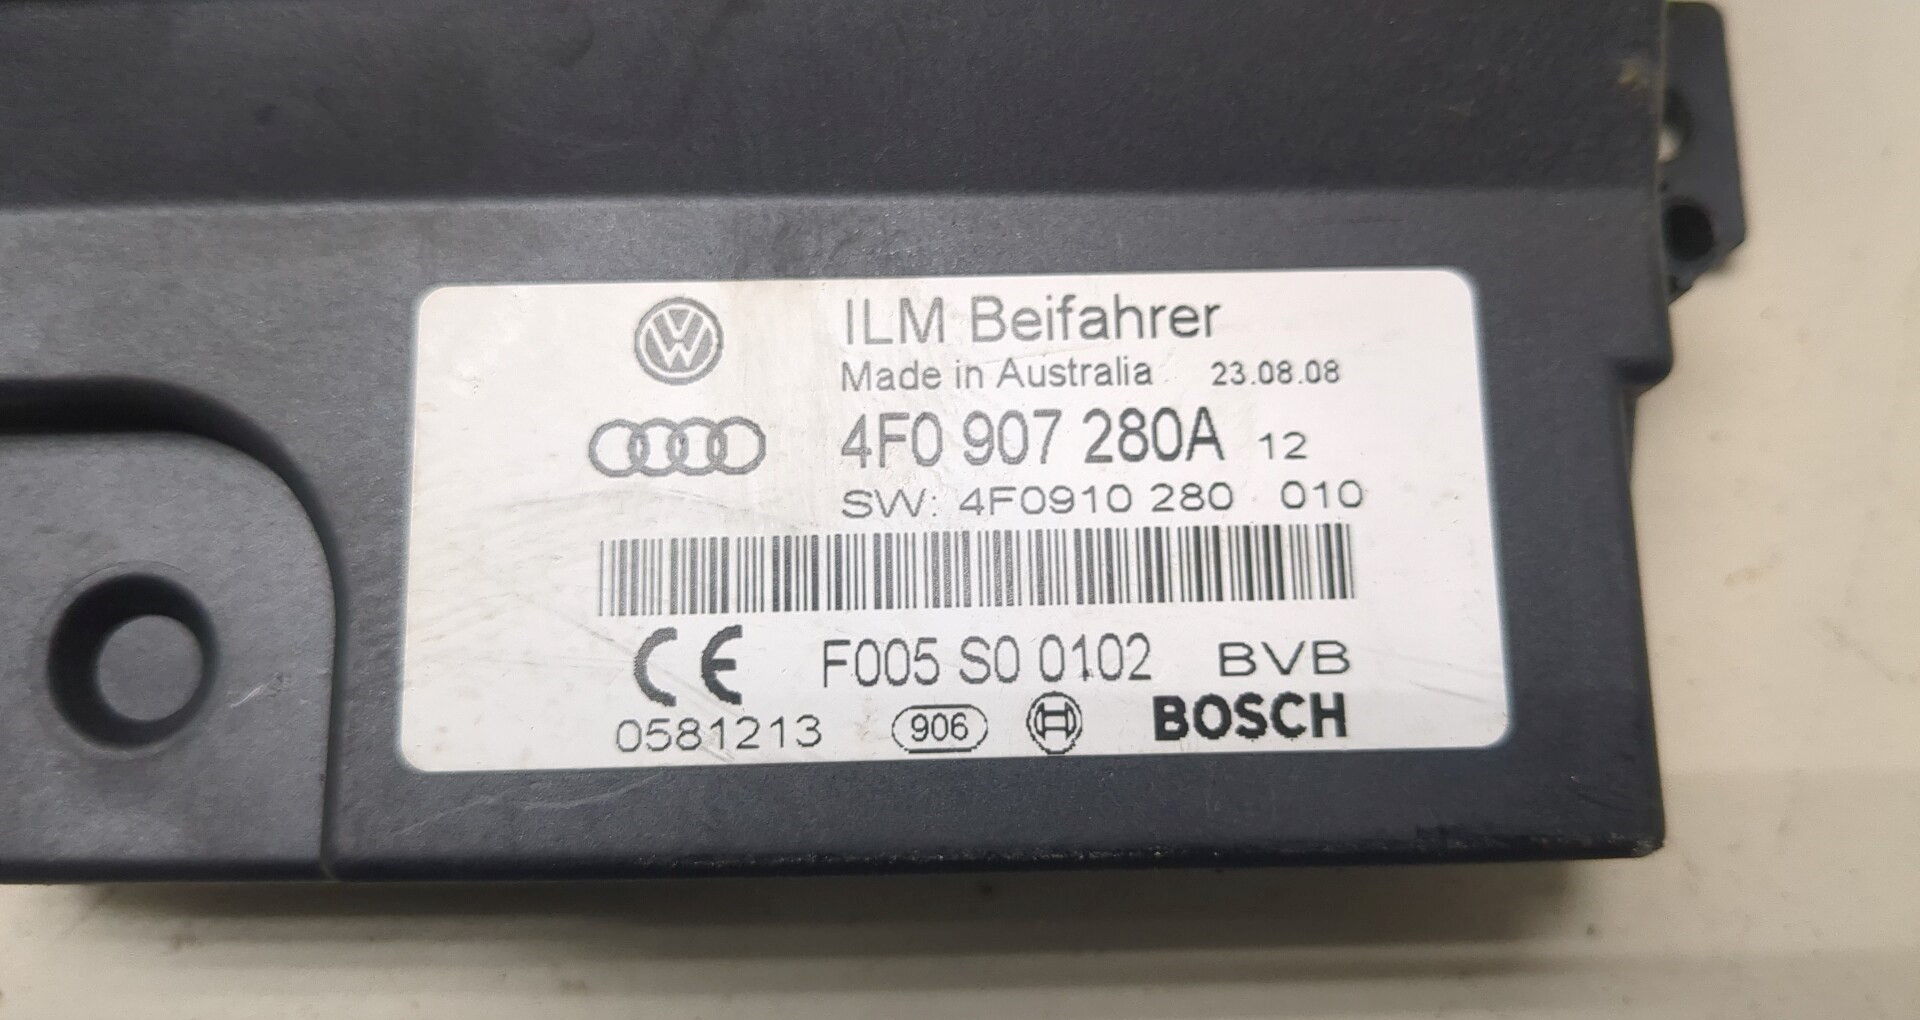 ILM Beifahrer
Made in Australia 23.08.08
4F0 907 280A 12
SW: 4F0910 280 010
CE F005 S0 0102 BVB
0581213 906 BOSCH